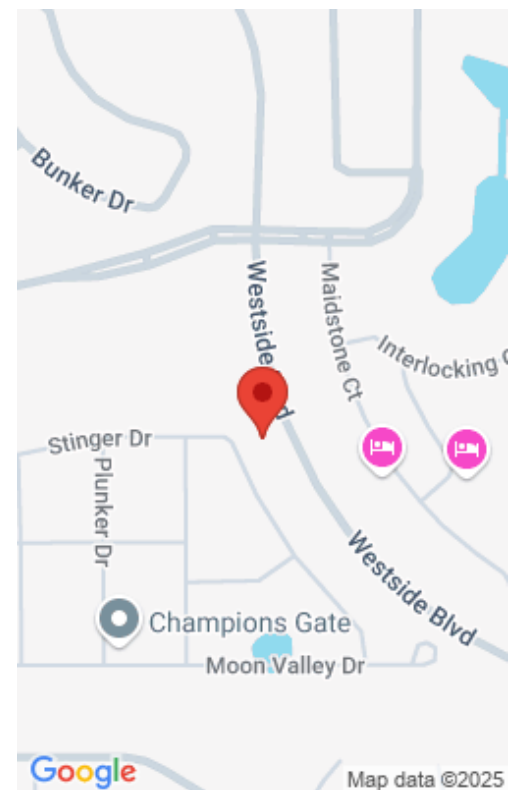 Bunker Dr
Westside Blvd
Maidstone Ct
Interlocking
Stinger Dr
Plunker Dr
Westside Blvd
Champions Gate
Moon Valley Dr
Google
Map data ©2025